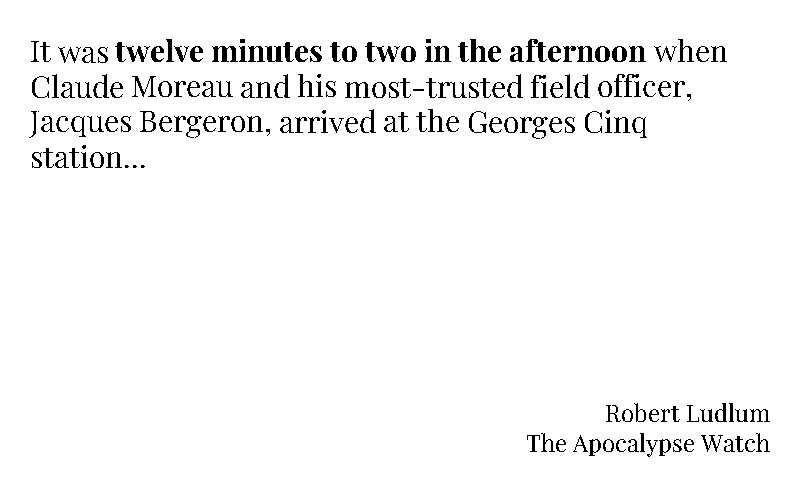 It was twelve minutes to two in the afternoon when
Claude Moreau and his most-trusted field officer,
Jacques Bergeron, arrived at the Georges Cinq
station...
Robert Ludlum
The Apocalypse Watch